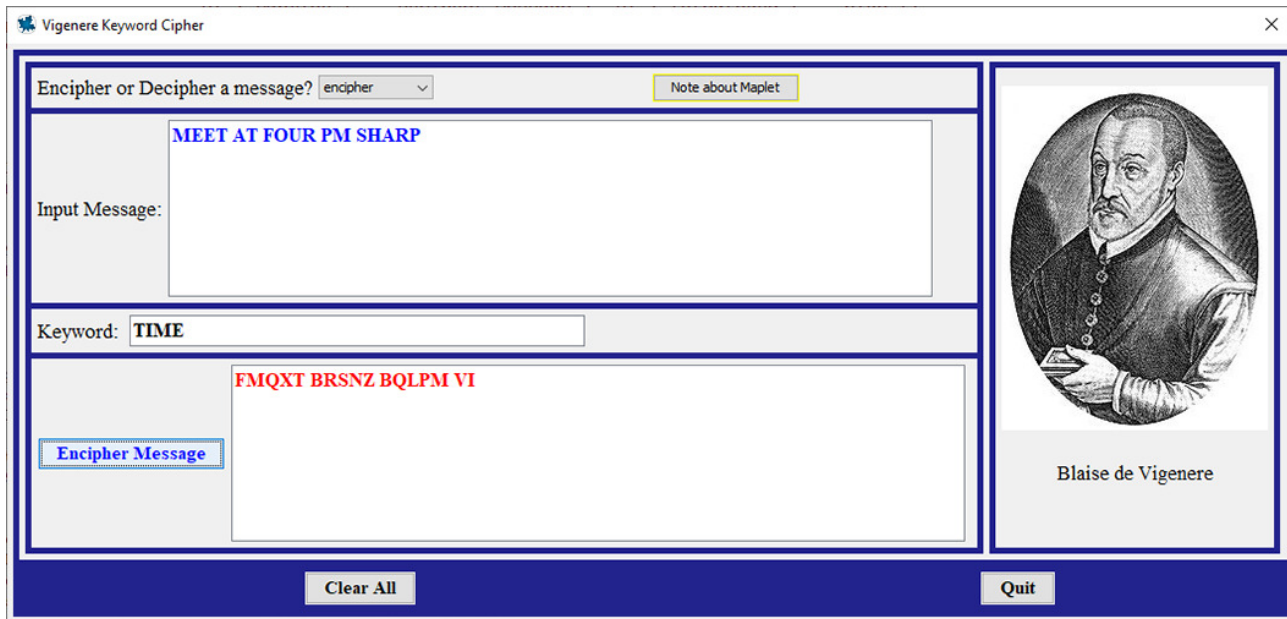 Vigenere Keyword Cipher
Encipher or Decipher a message? encipher
Note about Maplet
Input Message:
MEET AT FOUR PM SHARP
Keyword: TIME
Encipher Message
FMQXT BRSNZ BQLPM VI
Blaise de Vigenere
Clear All
Quit